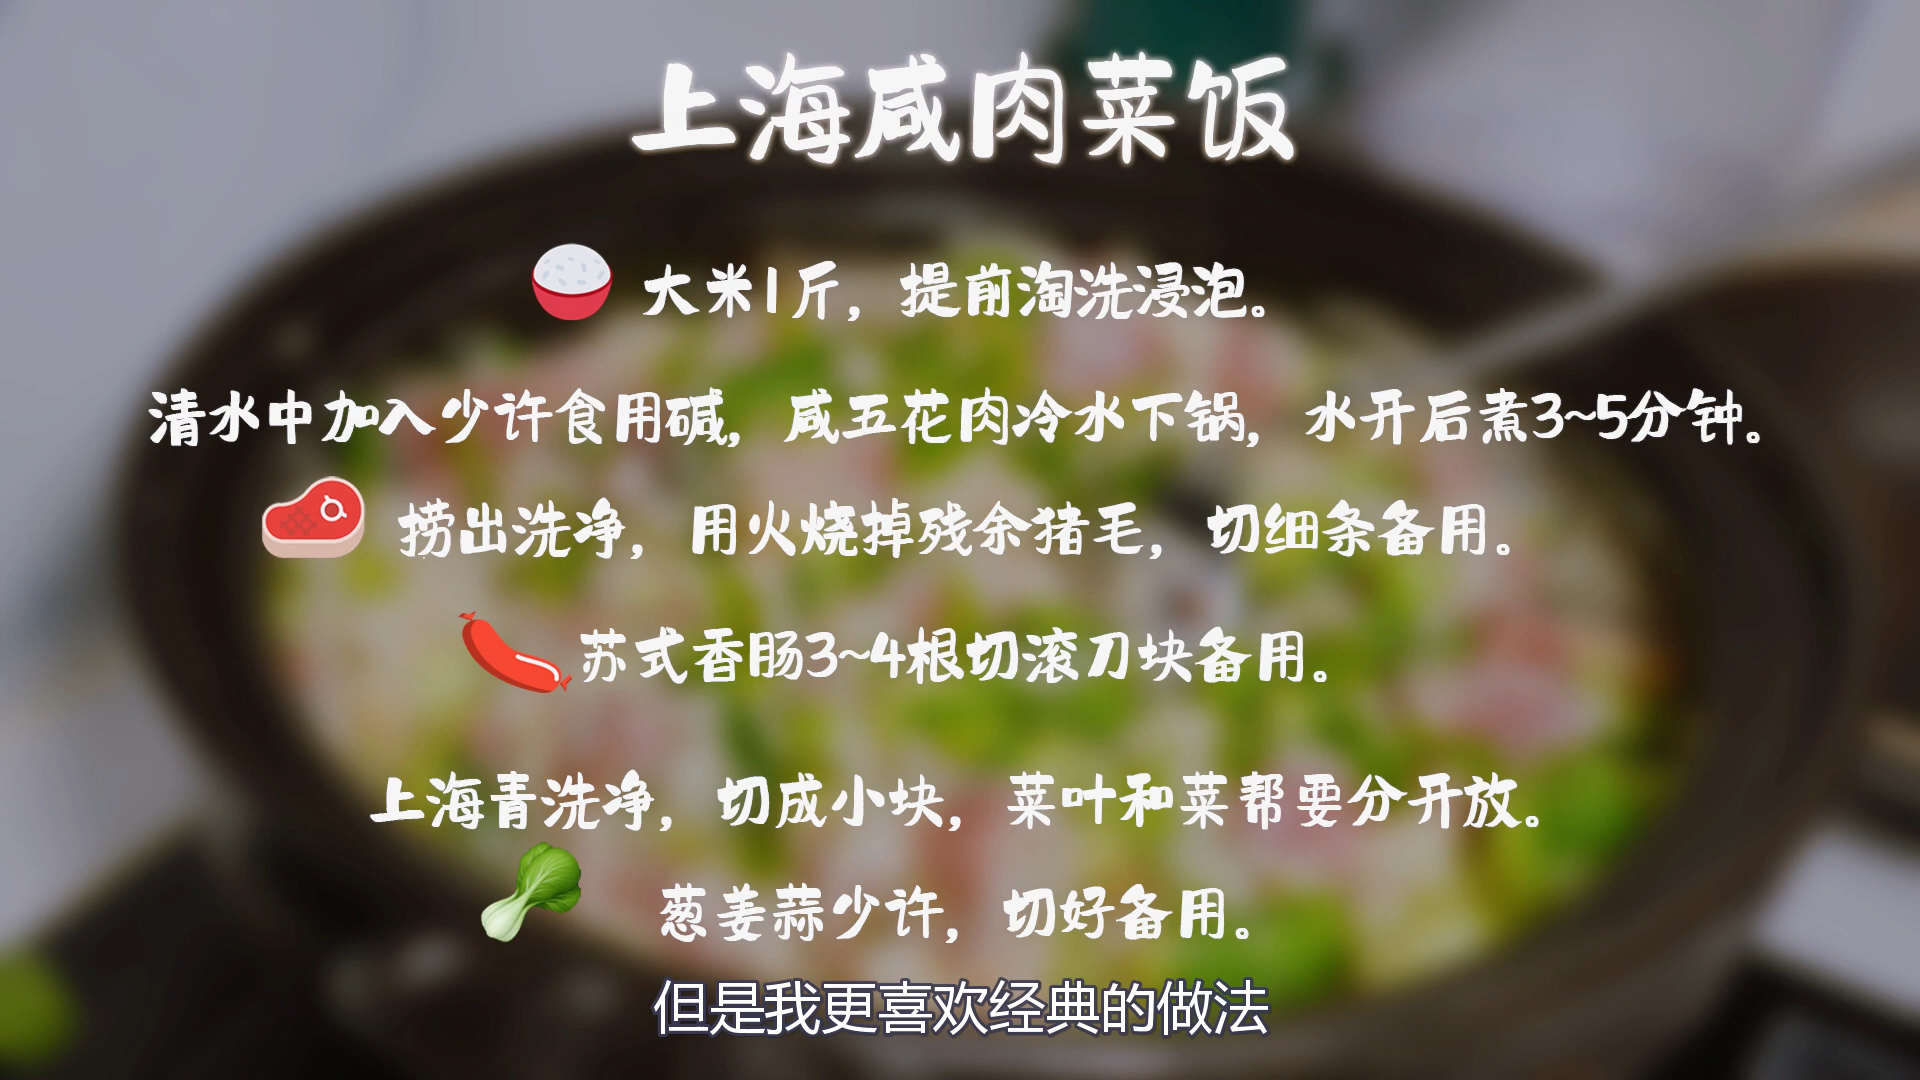 上海咸肉菜饭
大米1斤，提前淘洗浸泡。
清水中加入少许食用碱，咸五花肉冷水下锅，水开后煮3~5分钟。
捞出洗净，用火烧掉残余猪毛，切细条备用。
苏式香肠3~4根切滚刀块备用。
上海青洗净，切成小块，菜叶和菜帮要分开放。
葱姜蒜少许，切好备用。
但是我更喜欢经典的做法